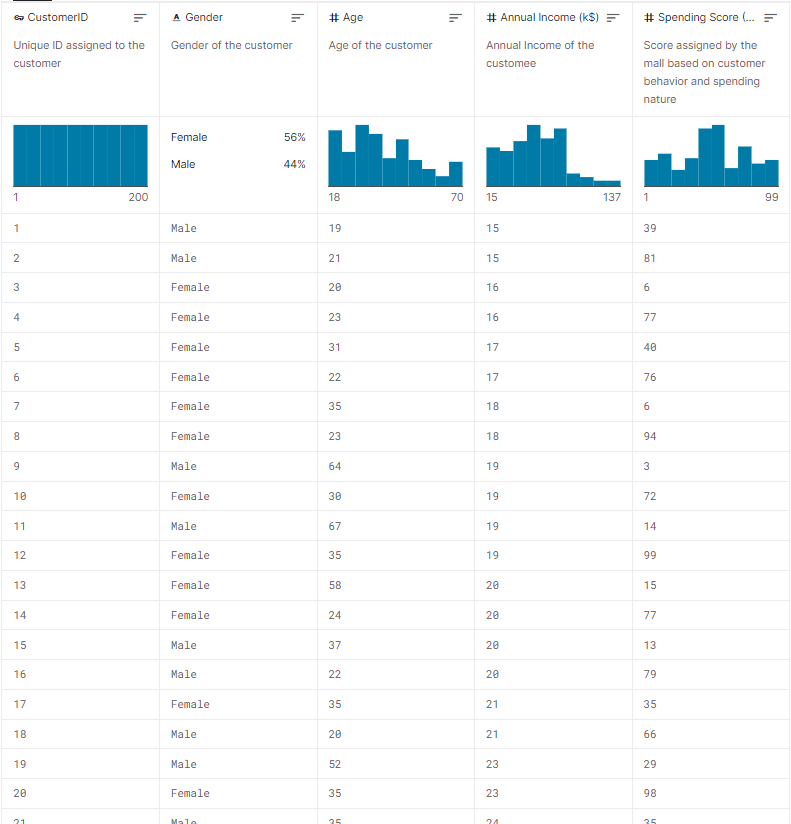 CustomerID Gender Age Annual Income (k$) Spending Score (...
Unique ID assigned to the Gender of the customer Age of the customer Annual Income of the Score assigned by the
customer customee mall based on customer
behavior and spending
nature
Female 56%
Male 44%
1 200 18 70 15 137 1 99
1 Male 19 15 39
2 Male 21 15 81
3 Female 20 16 6
4 Female 23 16 77
5 Female 31 17 40
6 Female 22 17 76
7 Female 35 18 6
8 Female 23 18 94
9 Male 64 19 3
10 Female 30 19 72
11 Male 67 19 14
12 Female 35 19 99
13 Female 58 20 15
14 Female 24 20 77
15 Male 37 20 13
16 Male 22 20 79
17 Female 35 21 35
18 Male 20 21 66
19 Male 52 23 29
20 Female 35 23 98
21 Male 35 24 35